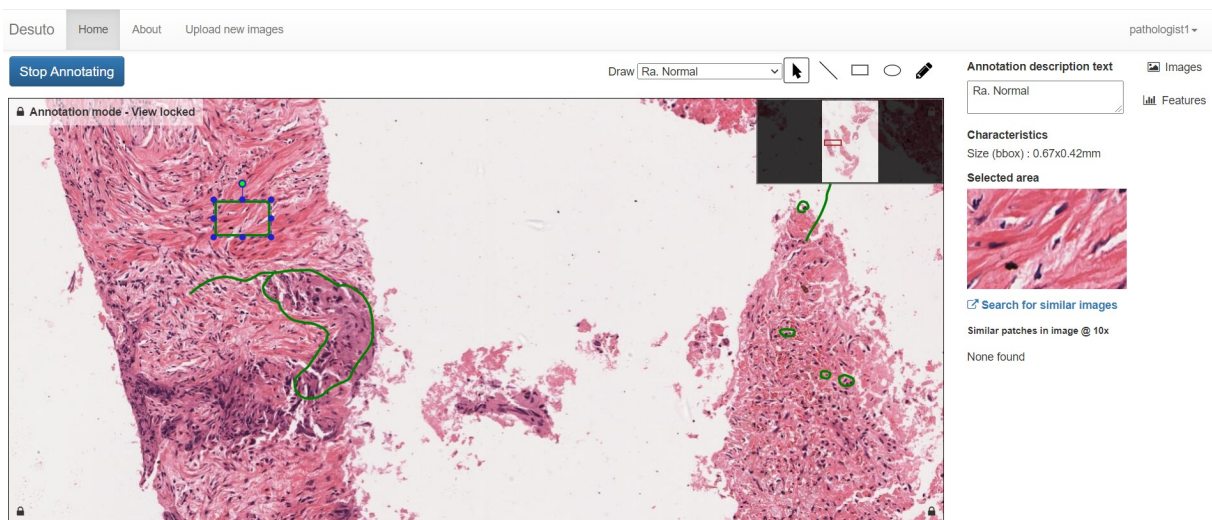 Desuto Home About Upload new images pathologist1
Stop Annotating Draw Ra. Normal
Annotation mode - View locked
Annotation description text
Ra. Normal
Characteristics
Size (bbox) : 0.67x0.42mm
Selected area
Search for similar images
Similar patches in image @ 10x
None found
Images
Features